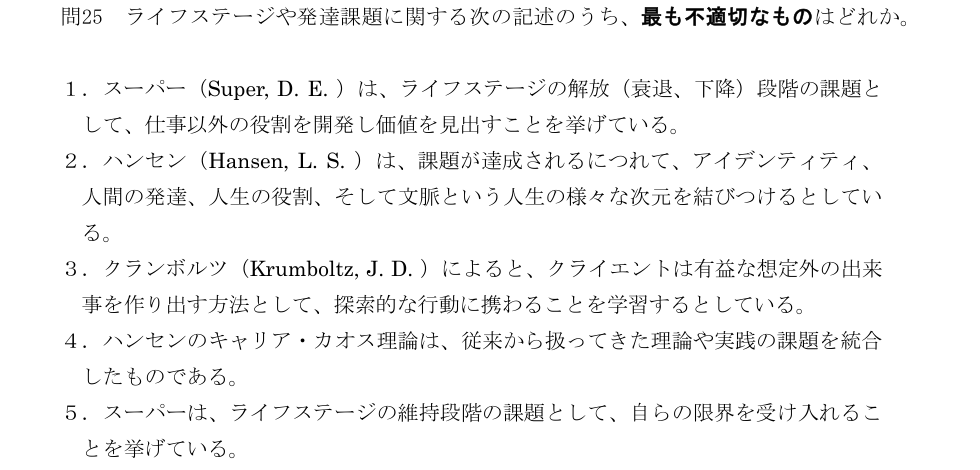 問25　ライフステージや発達課題に関する次の記述のうち、最も不適切なものはどれか。
１．スーパー（Super, D. E. ）は、ライフステージの解放（衰退、下降）段階の課題と
して、仕事以外の役割を開発し価値を見出すことを挙げている。
２．ハンセン（Hansen, L. S. ）は、課題が達成されるにつれて、アイデンティティ、
人間の発達、人生の役割、そして文脈という人生の様々な次元を結びつけるとしてい
る。
３．クランボルツ（Krumboltz, J. D. ）によると、クライエントは有益な想定外の出来
事を作り出す方法として、探索的な行動に携わることを学習するとしている。
４．ハンセンのキャリア・カオス理論は、従来から扱ってきた理論や実践の課題を統合
したものである。
５．スーパーは、ライフステージの維持段階の課題として、自らの限界を受け入れるこ
とを挙げている。